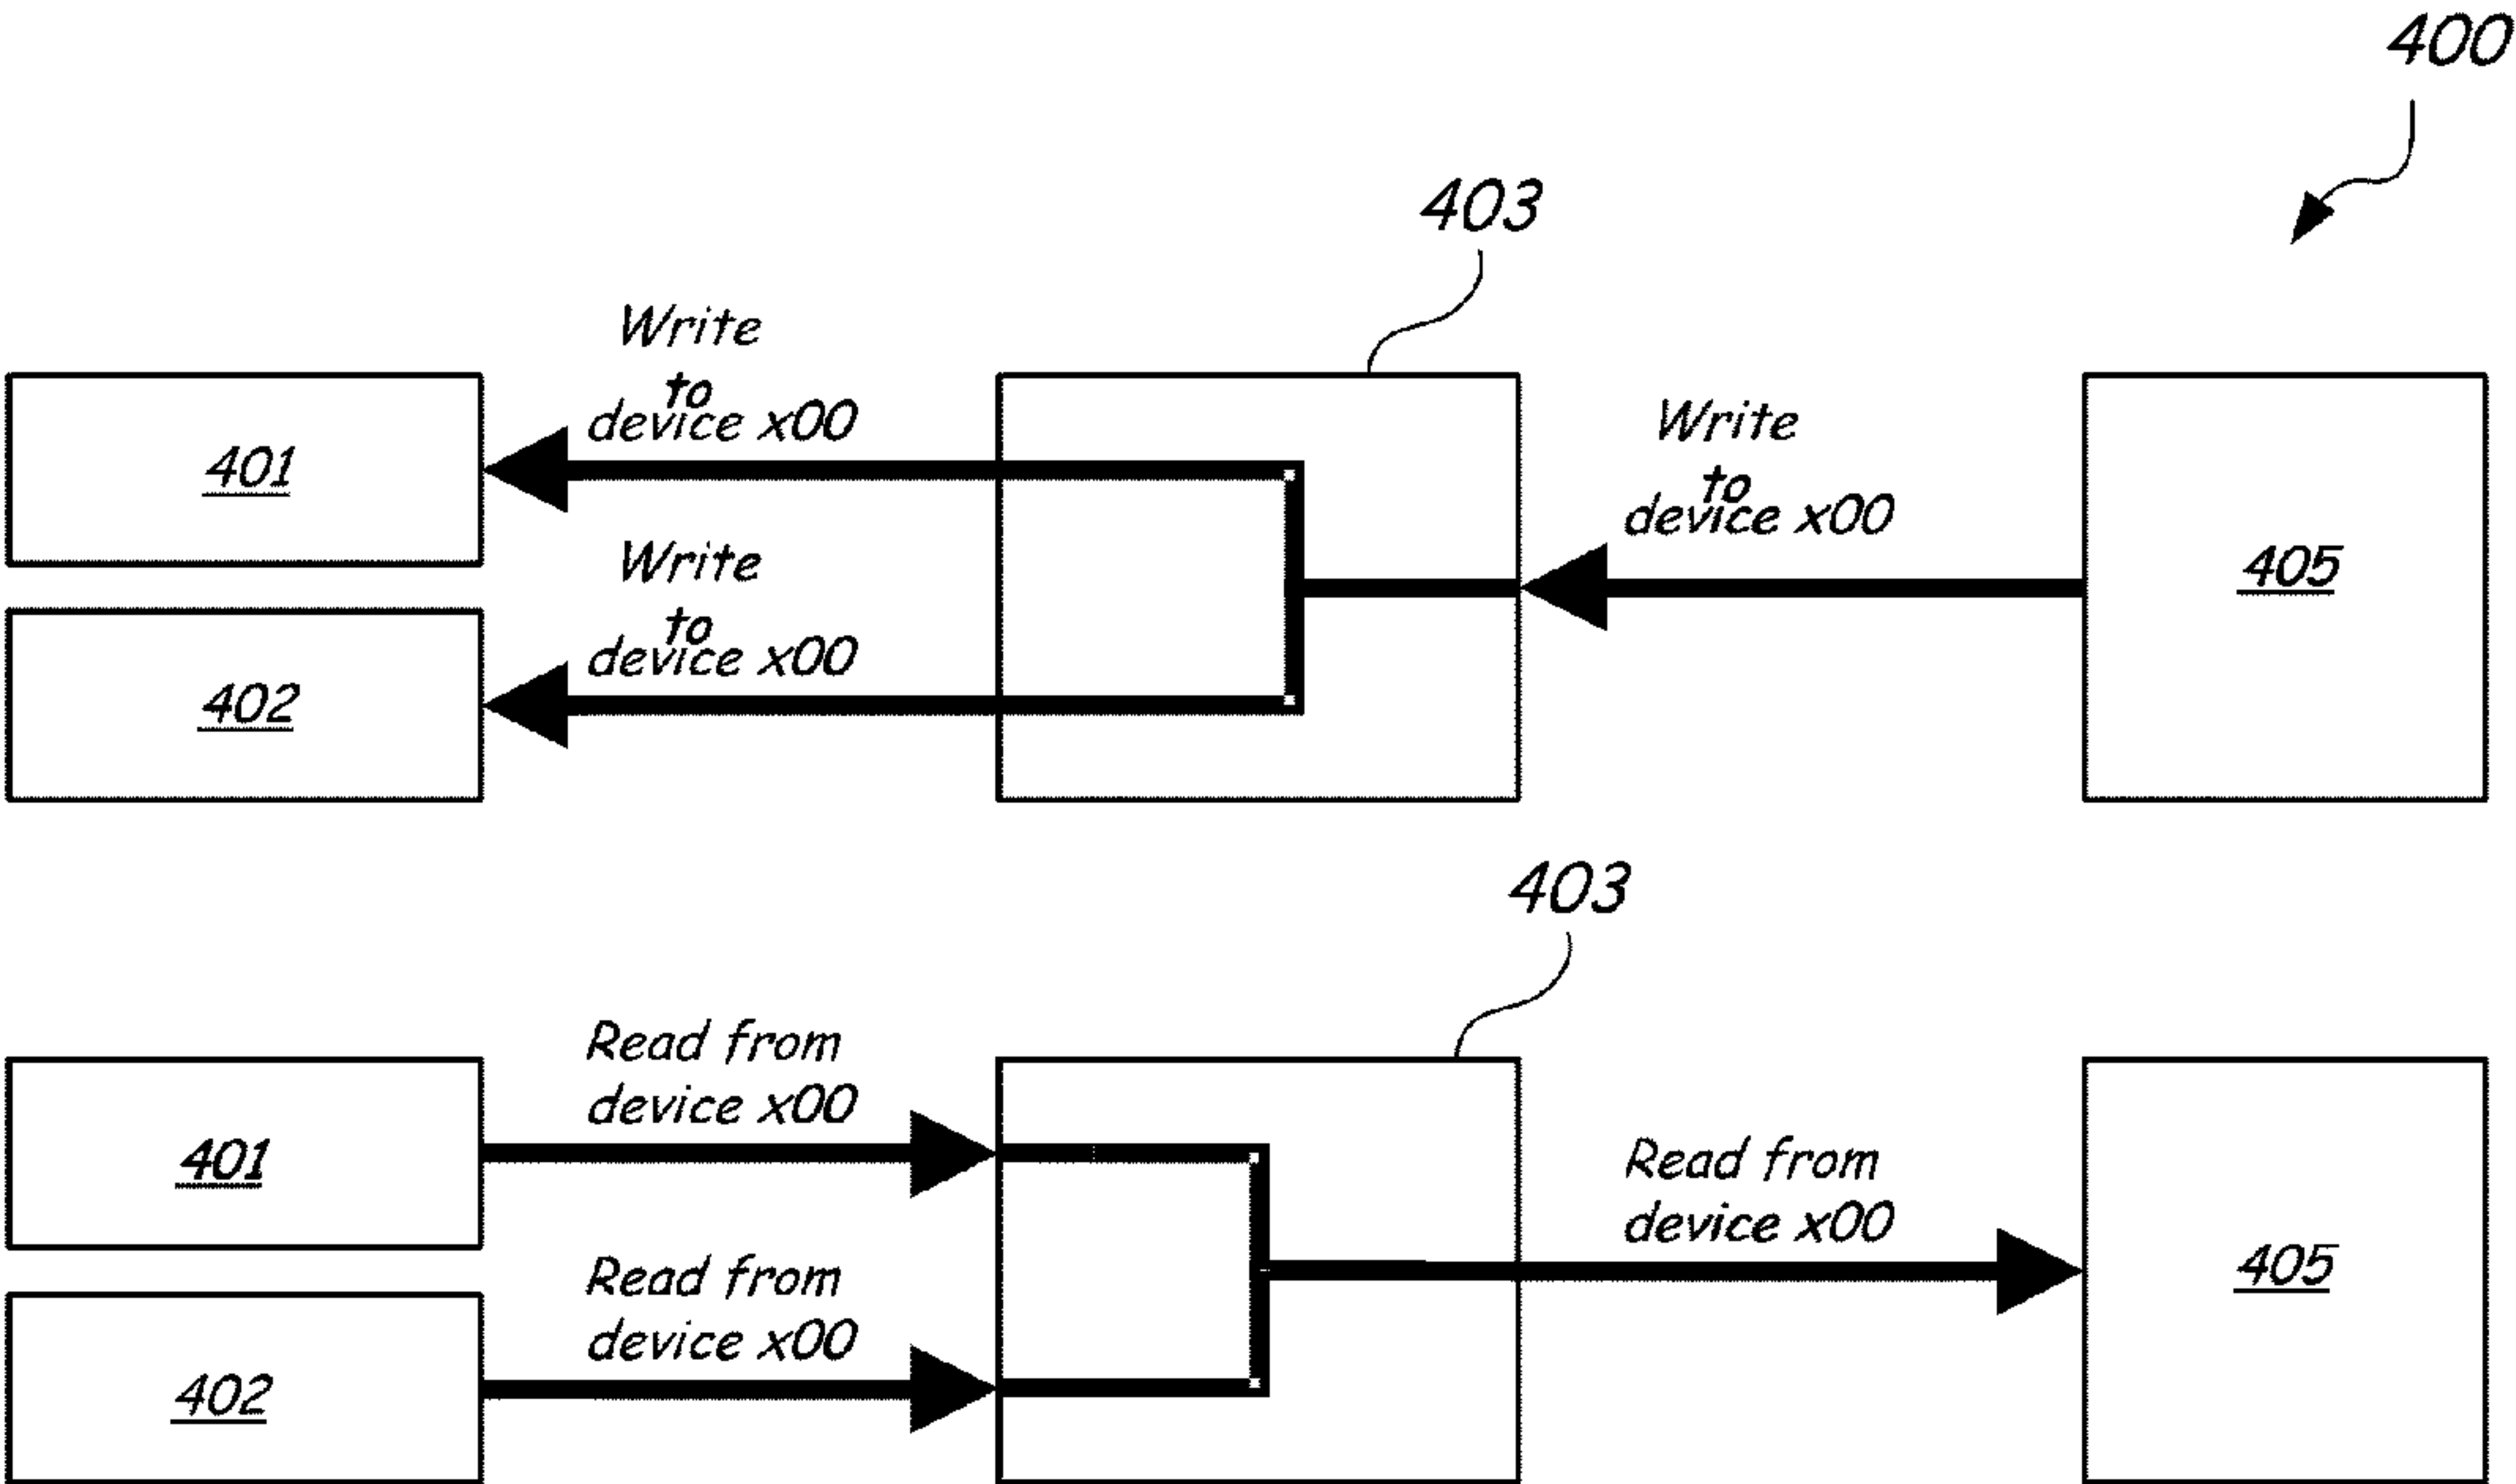 400
403
Write
to
device x00
401
Write
to
device x00
405
Write
to
device x00
402
403
Read from
device x00
401
Read from
device x00
405
Read from
device x00
402